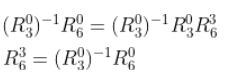 $(R_3^0)^{-1}R_6^0 = (R_3^0)^{-1}R_3^0R_6^3$
$R_6^3 = (R_3^0)^{-1}R_6^0$